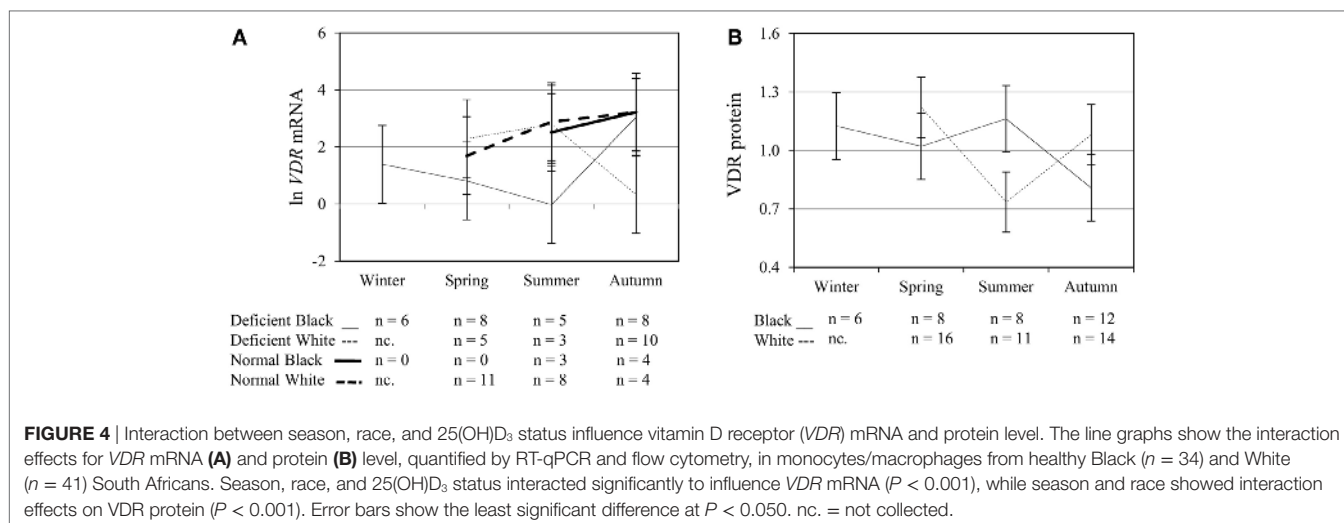 A
B
6
4
2
0
-2
ln VDR mRNA
Winter Spring Summer Autumn
Deficient Black n = 6 n = 8 n = 5 n = 8
Deficient White nc. n = 5 n = 3 n = 10
Normal Black n = 0 n = 0 n = 3 n = 4
Normal White nc. n = 11 n = 8 n = 4
1.6
1.3
1.0
0.7
0.4
VDR protein
Winter Spring Summer Autumn
Black n = 6 n = 8 n = 8 n = 12
White nc. n = 16 n = 11 n = 14
FIGURE 4 | Interaction between season, race, and 25(OH)D₃ status influence vitamin D receptor (VDR) mRNA and protein level. The line graphs show the interaction
effects for VDR mRNA (A) and protein (B) level, quantified by RT-qPCR and flow cytometry, in monocytes/macrophages from healthy Black (n = 34) and White
(n = 41) South Africans. Season, race, and 25(OH)D₃ status interacted significantly to influence VDR mRNA (P < 0.001), while season and race showed interaction
effects on VDR protein (P < 0.001). Error bars show the least significant difference at P < 0.050. nc. = not collected.